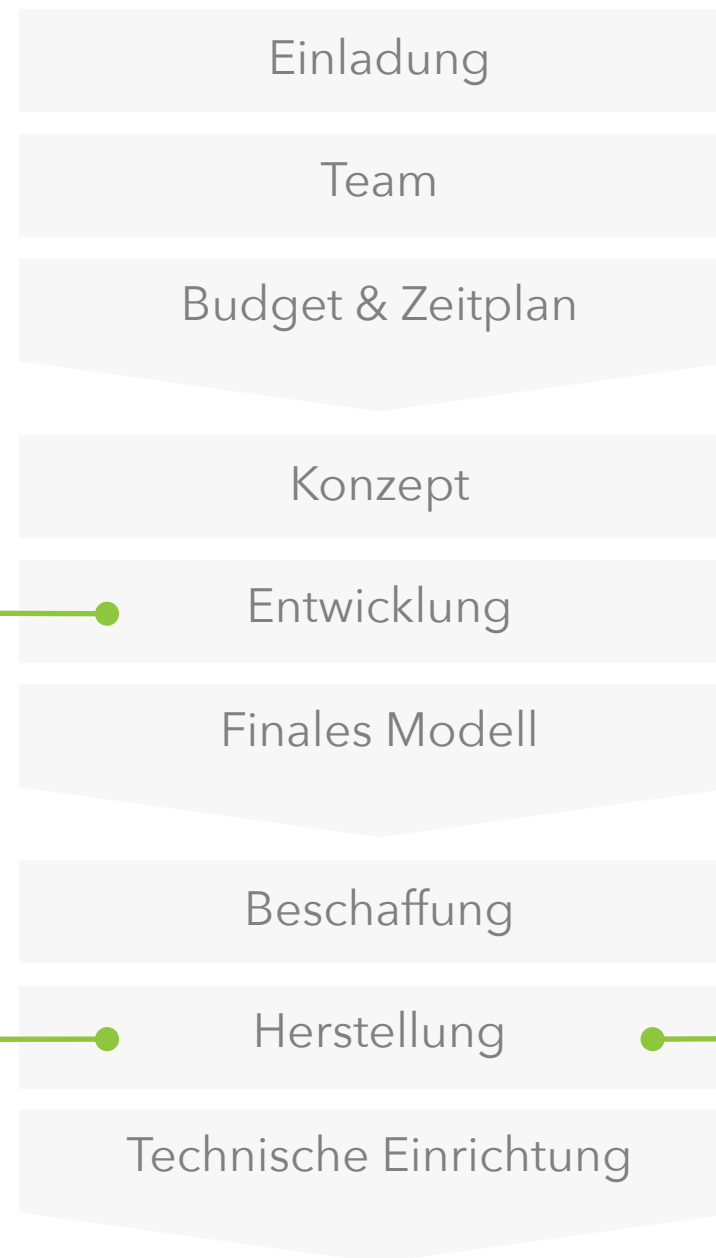 Einladung
Team
Budget & Zeitplan
Konzept
Entwicklung
Finales Modell
Beschaffung
Herstellung
Technische Einrichtung